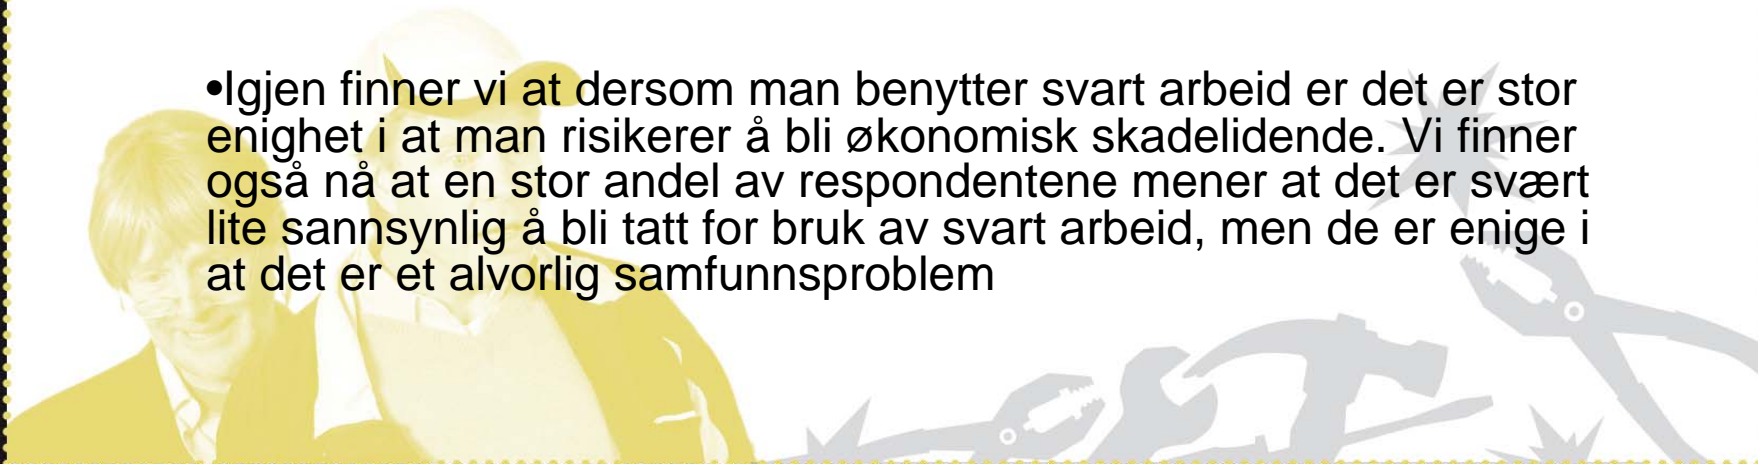 •Igjen finner vi at dersom man benytter svart arbeid er det er stor
enighet i at man risikerer å bli økonomisk skadelidende. Vi finner
også nå at en stor andel av respondentene mener at det er svært
lite sannsynlig å bli tatt for bruk av svart arbeid, men de er enige i
at det er et alvorlig samfunnsproblem